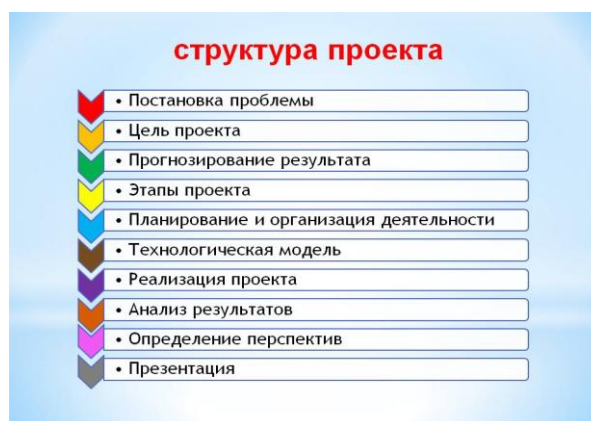 структура проекта
• Постановка проблемы
• Цель проекта
• Прогнозирование результата
• Этапы проекта
• Планирование и организация деятельности
• Технологическая модель
• Реализация проекта
• Анализ результатов
• Определение перспектив
• Презентация